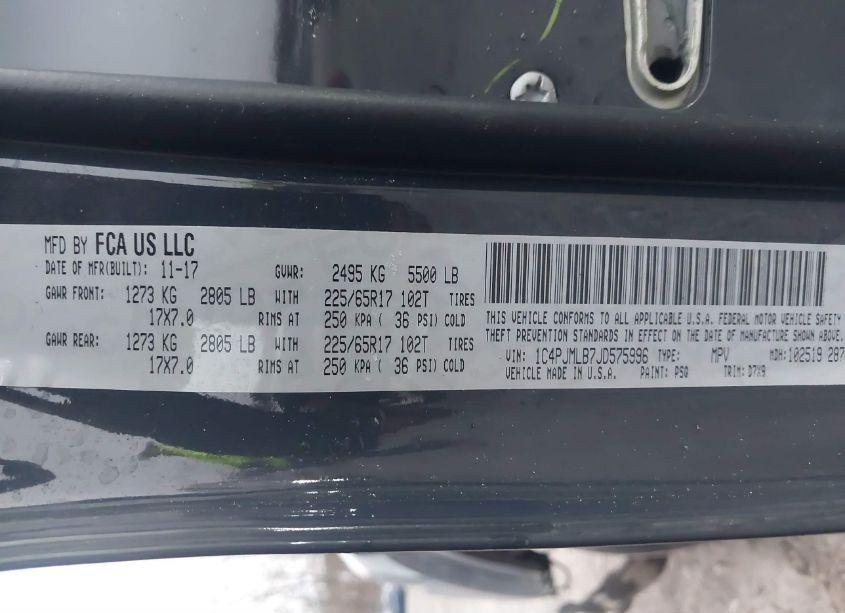 MFD BY FCA US LLC
DATE OF MFR(BUILT): 11-17 GVWR: 2495 KG 5500 LB
GAWR FRONT: 1273 KG 2805 LB WITH 225/65R17 102T TIRES
17X7.0 RIMS AT 250 KPA ( 36 PSI) COLD
GAWR REAR: 1273 KG 2805 LB WITH 225/65R17 102T TIRES
17X7.0 RIMS AT 250 KPA ( 36 PSI) COLD
THIS VEHICLE CONFORMS TO ALL APPLICABLE U.S.A. FEDERAL MOTOR VEHICLE SAFETY
THEFT PREVENTION STANDARDS IN EFFECT ON THE DATE OF MANUFACTURE SHOWN ABOVE.
VIN: 1C4PJMLB7JD575996 TYPE: MPV MDH:102519 287
VEHICLE MADE IN U.S.A. PAINT: PSQ TRIM: D7X9